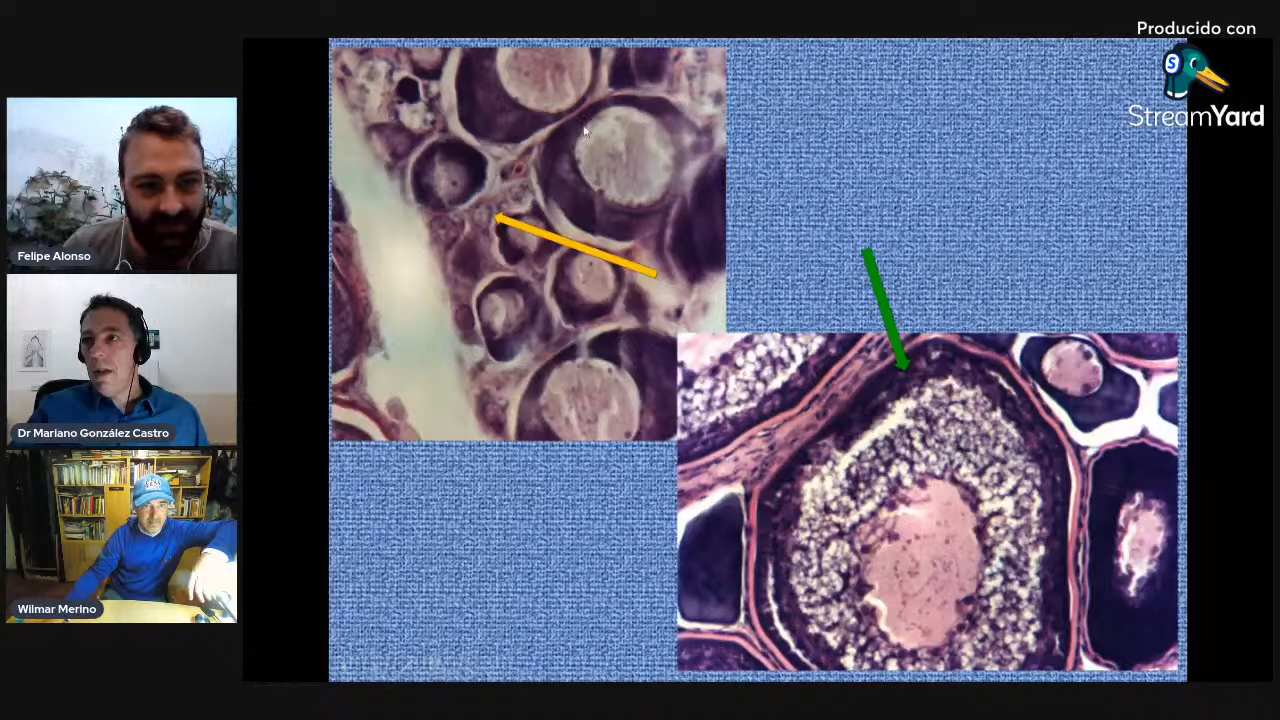 Producido con
StreamYard
Felipe Alonso
Dr Mariano González Castro
Wilmar Merino